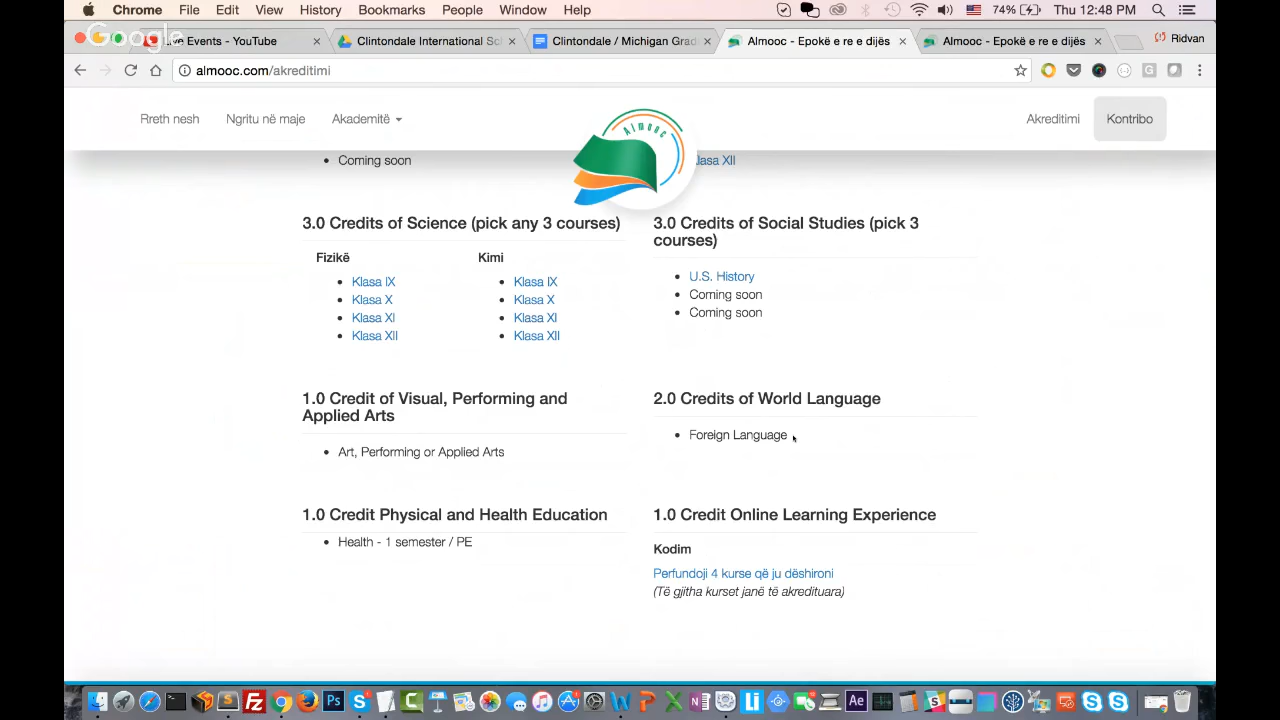 Chrome File Edit View History Bookmarks People Window Help 74% Thu 12:48 PM
Google
Live Events - YouTube × Clintondale International Sc × Clintondale / Michigan Grad × Almooc - Epokë e re e dijës × Almooc - Epokë e re e dijës × Ridvan
almooc.com/akreditimi
Rreth nesh Ngritu në maje Akademitë Almooc Akreditimi Kontribo
Coming soon
lasa XII
3.0 Credits of Science (pick any 3 courses)
Fizikë
Klasa IX
Klasa X
Klasa XI
Klasa XII
Kimi
Klasa IX
Klasa X
Klasa XI
Klasa XII
3.0 Credits of Social Studies (pick 3
courses)
U.S. History
Coming soon
Coming soon
1.0 Credit of Visual, Performing and
Applied Arts
Art, Performing or Applied Arts
2.0 Credits of World Language
Foreign Language
1.0 Credit Physical and Health Education
Health - 1 semester / PE
1.0 Credit Online Learning Experience
Kodim
Perfundoji 4 kurse që ju dëshironi
(Të gjitha kurset janë të akredituara)